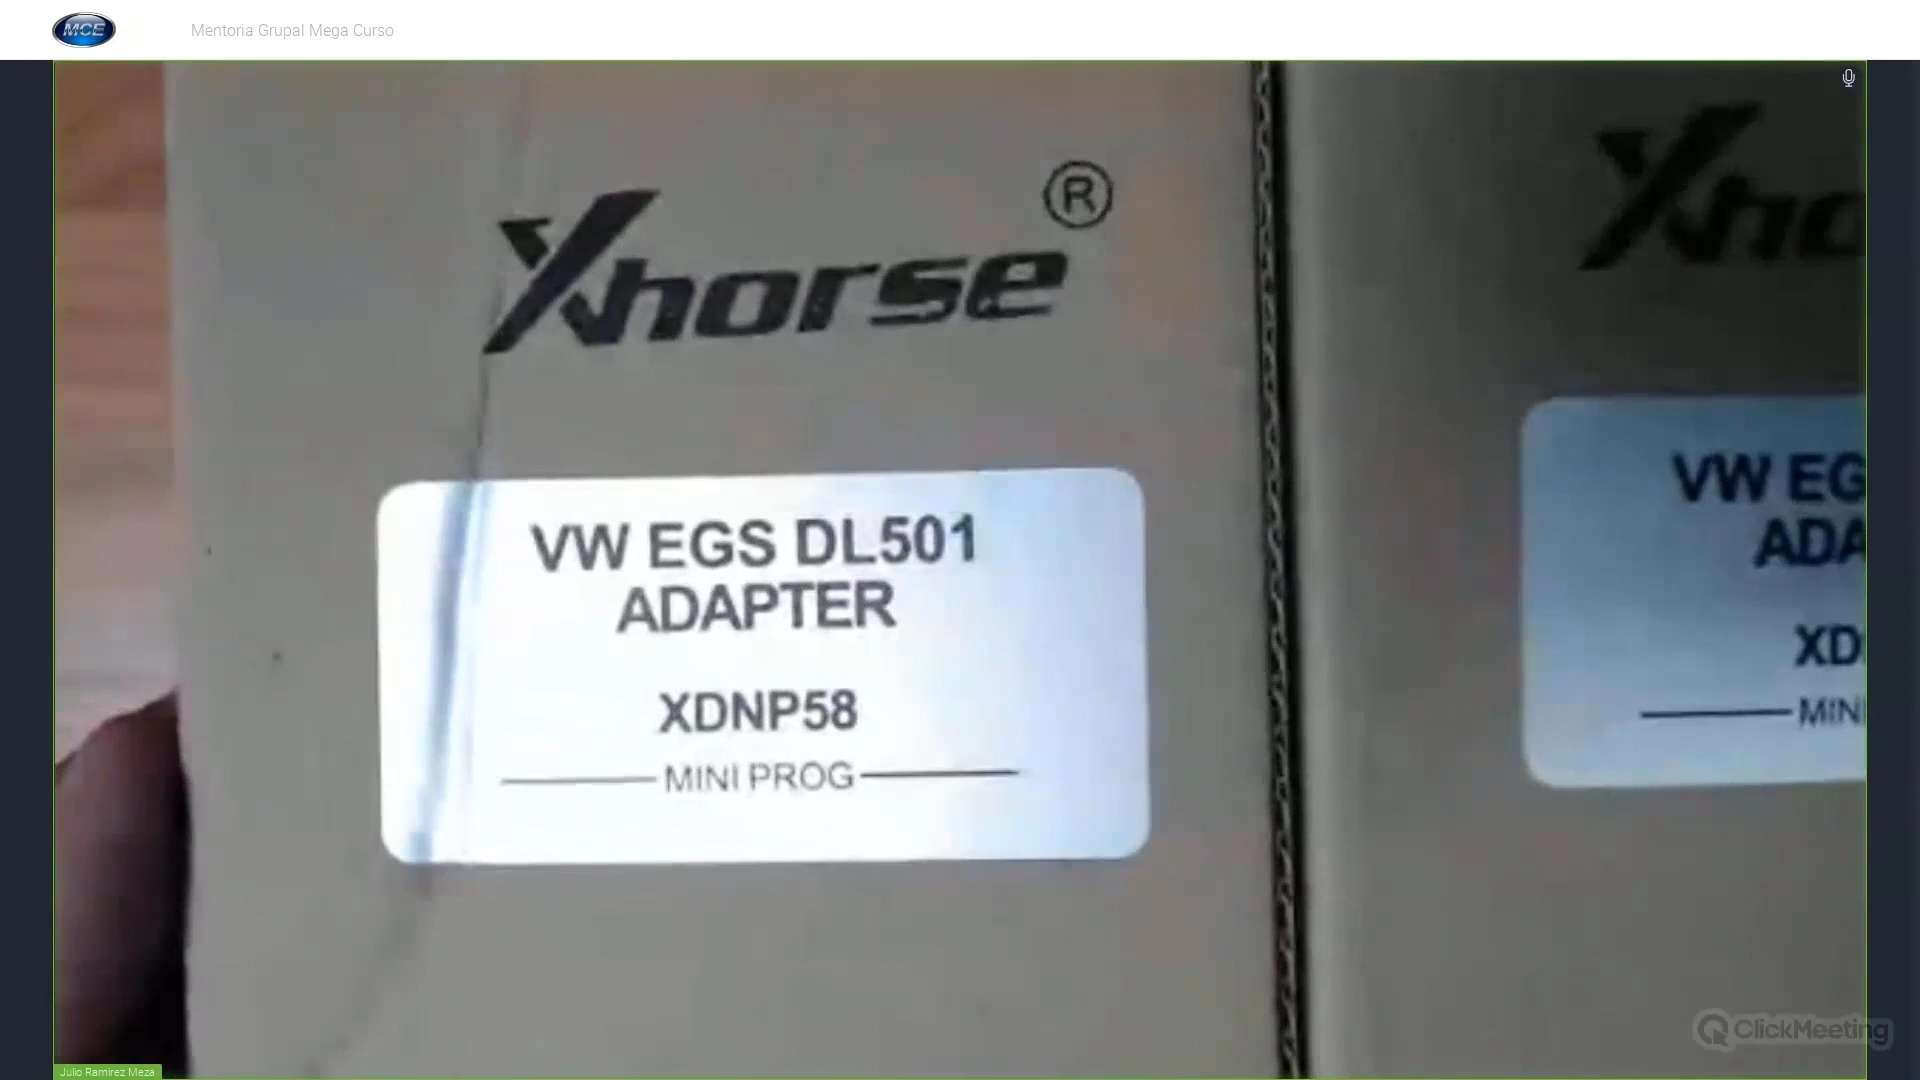 MCE
Mentoria Grupal Mega Curso
Xhorse ®
VW EGS DL501
ADAPTER
XDNP58
MINI PROG
Xho
VW EG
ADA
XD
MINI
ClickMeeting
Julio Ramirez Meza